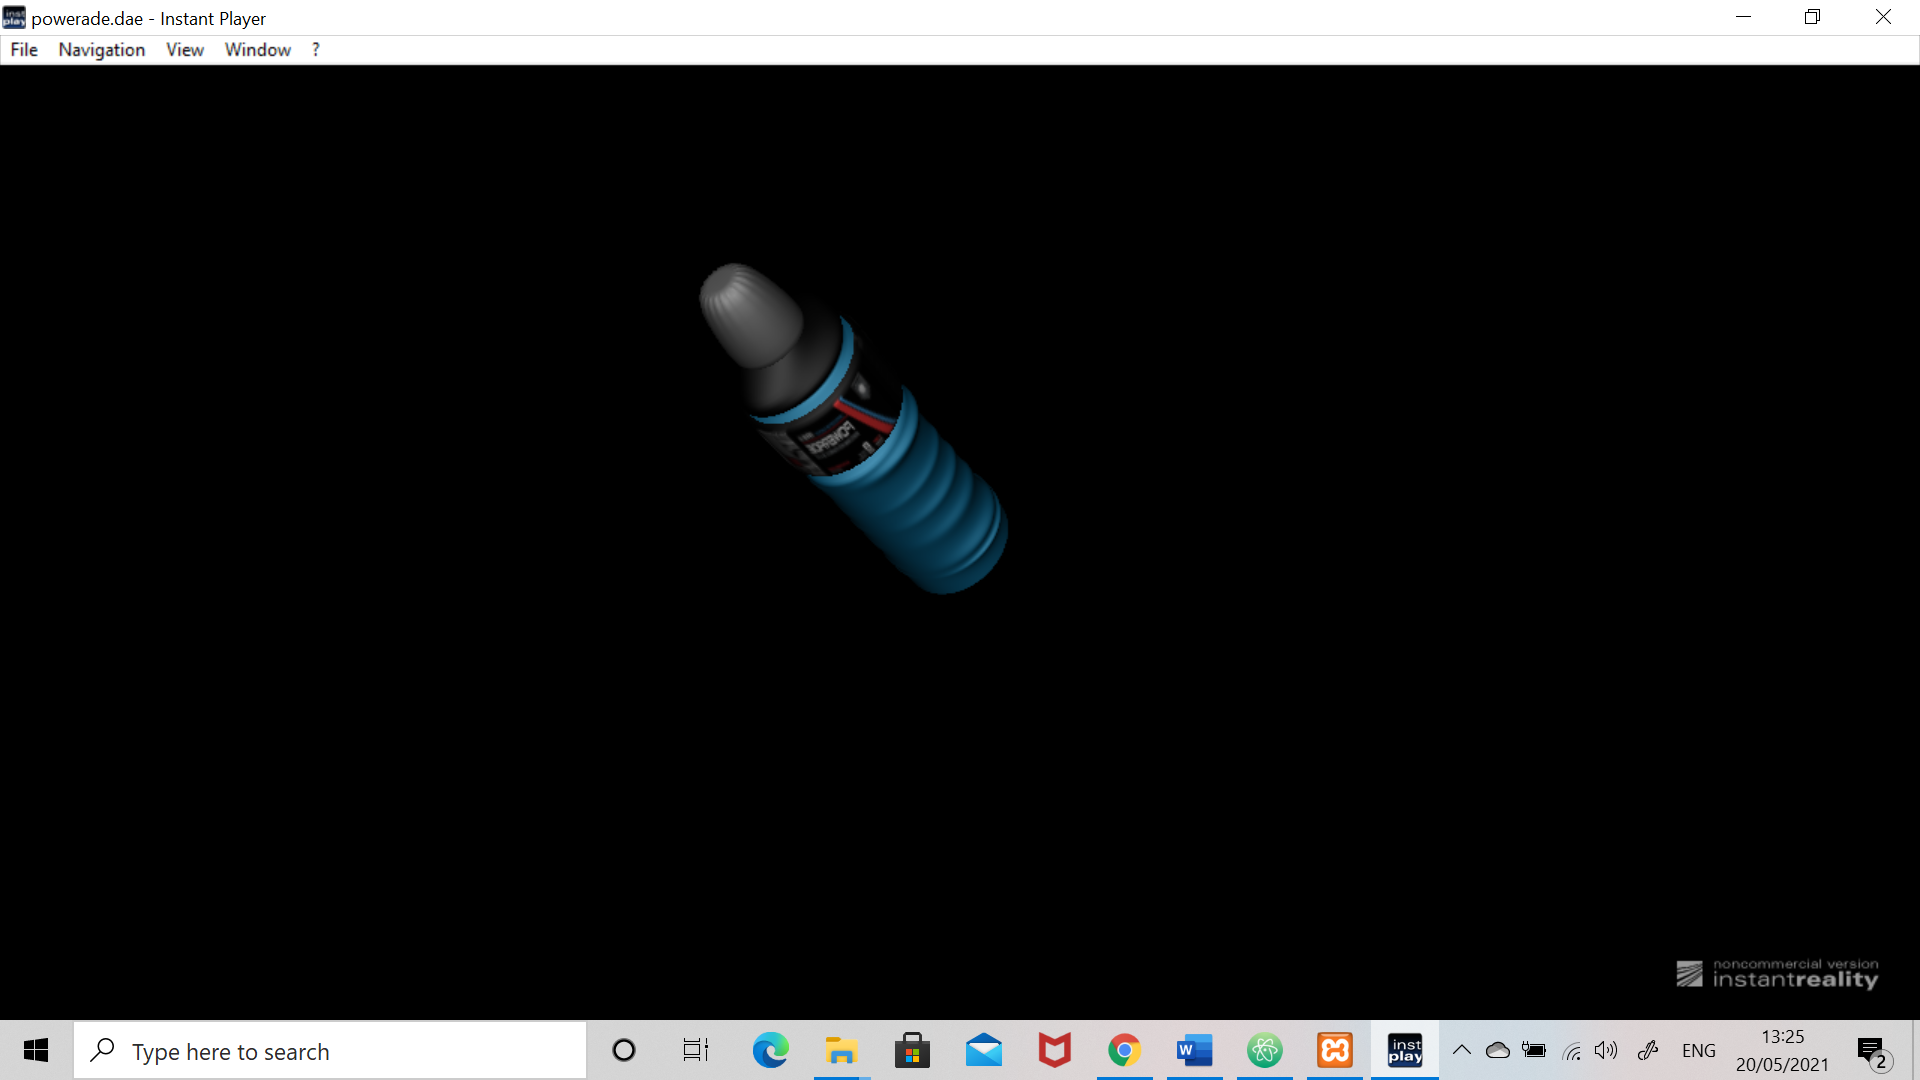 powerade.dae - Instant Player
File Navigation View Window ?
POWERADE
noncommercial version
instantreality
Type here to search
inst
play
ENG
13:25
20/05/2021
2